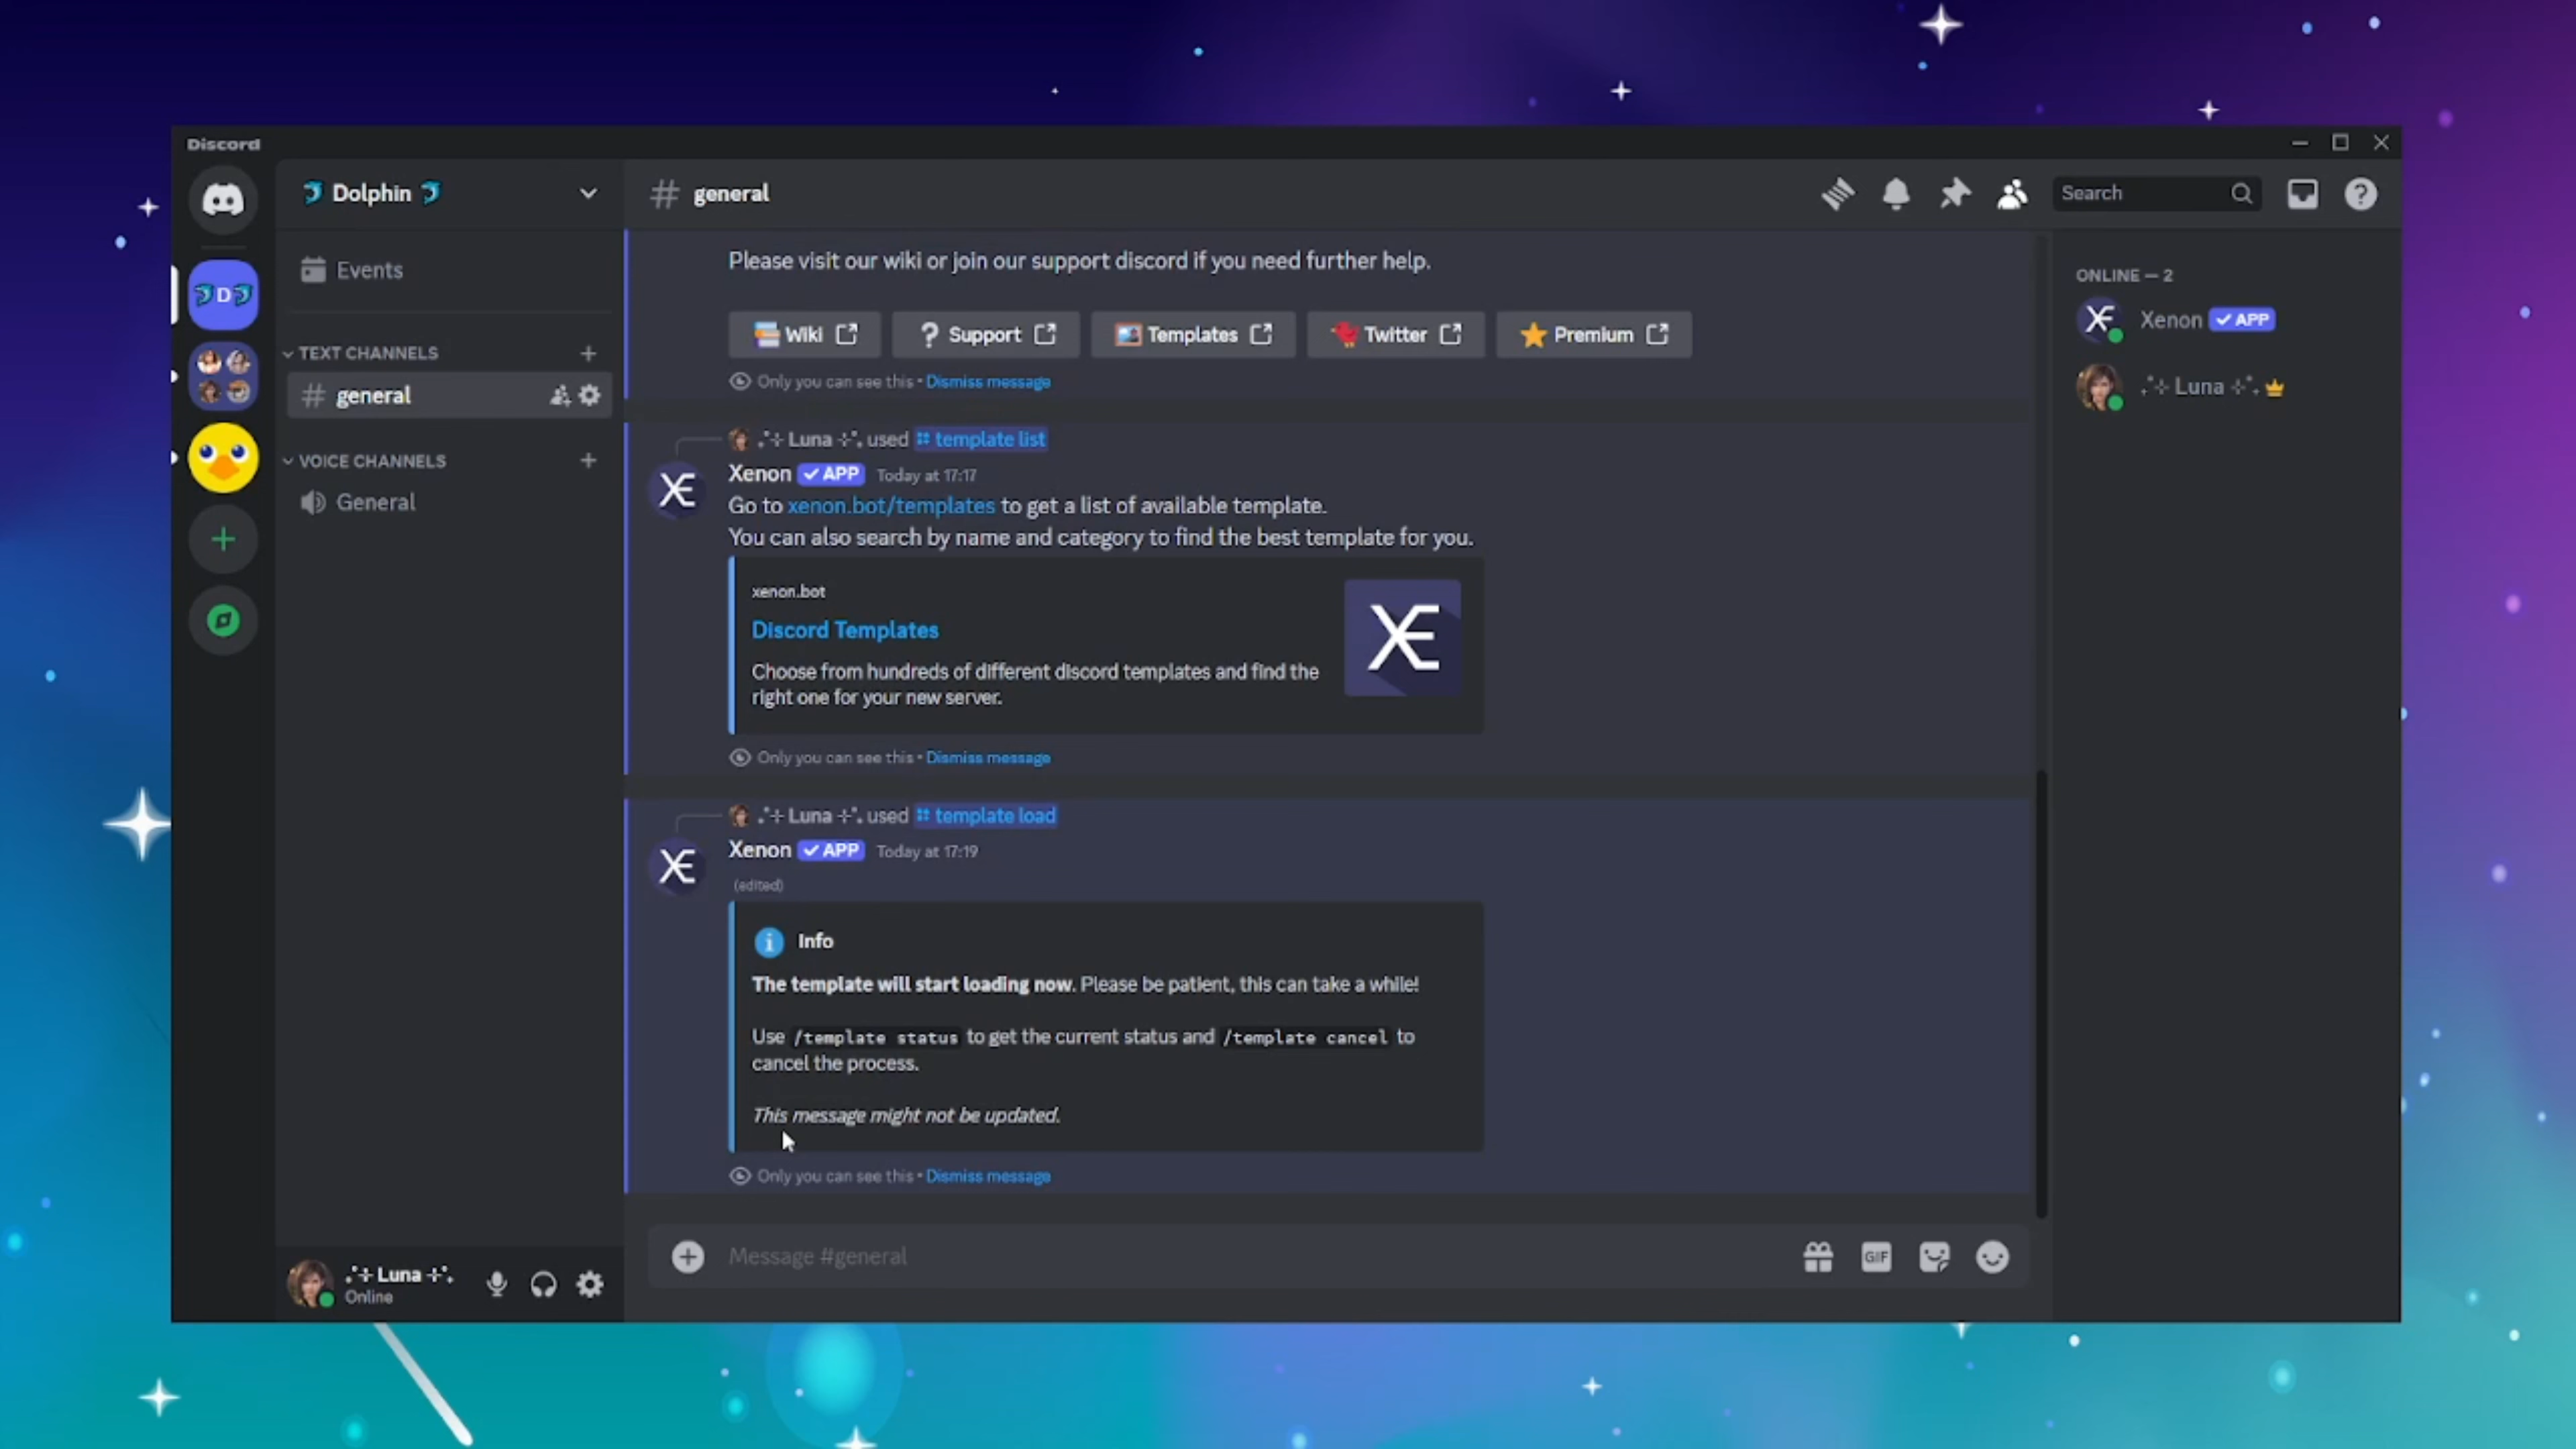 Discord
Dolphin
general
Search
Events
TEXT CHANNELS
general
VOICE CHANNELS
General
D
Please visit our wiki or join our support discord if you need further help.
Wiki
Support
Templates
Twitter
Premium
Only you can see this • Dismiss message
Luna used template list
Xenon APP Today at 17:17
Go to xenon.bot/templates to get a list of available template.
You can also search by name and category to find the best template for you.
xenon.bot
Discord Templates
Choose from hundreds of different discord templates and find the
right one for your new server.
Only you can see this • Dismiss message
Luna used template load
Xenon APP Today at 17:19
(edited)
Info
The template will start loading now. Please be patient, this can take a while!
Use /template status to get the current status and /template cancel to
cancel the process.
This message might not be updated.
Only you can see this • Dismiss message
Message #general
GIF
Luna
Online
ONLINE — 2
Xenon APP
Luna